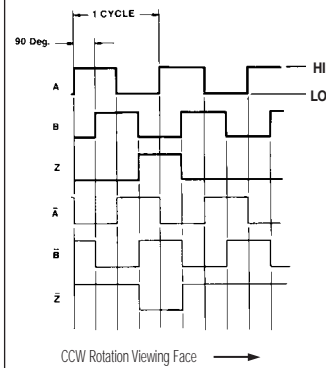 1 CYCLE
90 Deg.
HI
A
LO
B
Z
Ā
B̄
Z̄
CCW Rotation Viewing Face